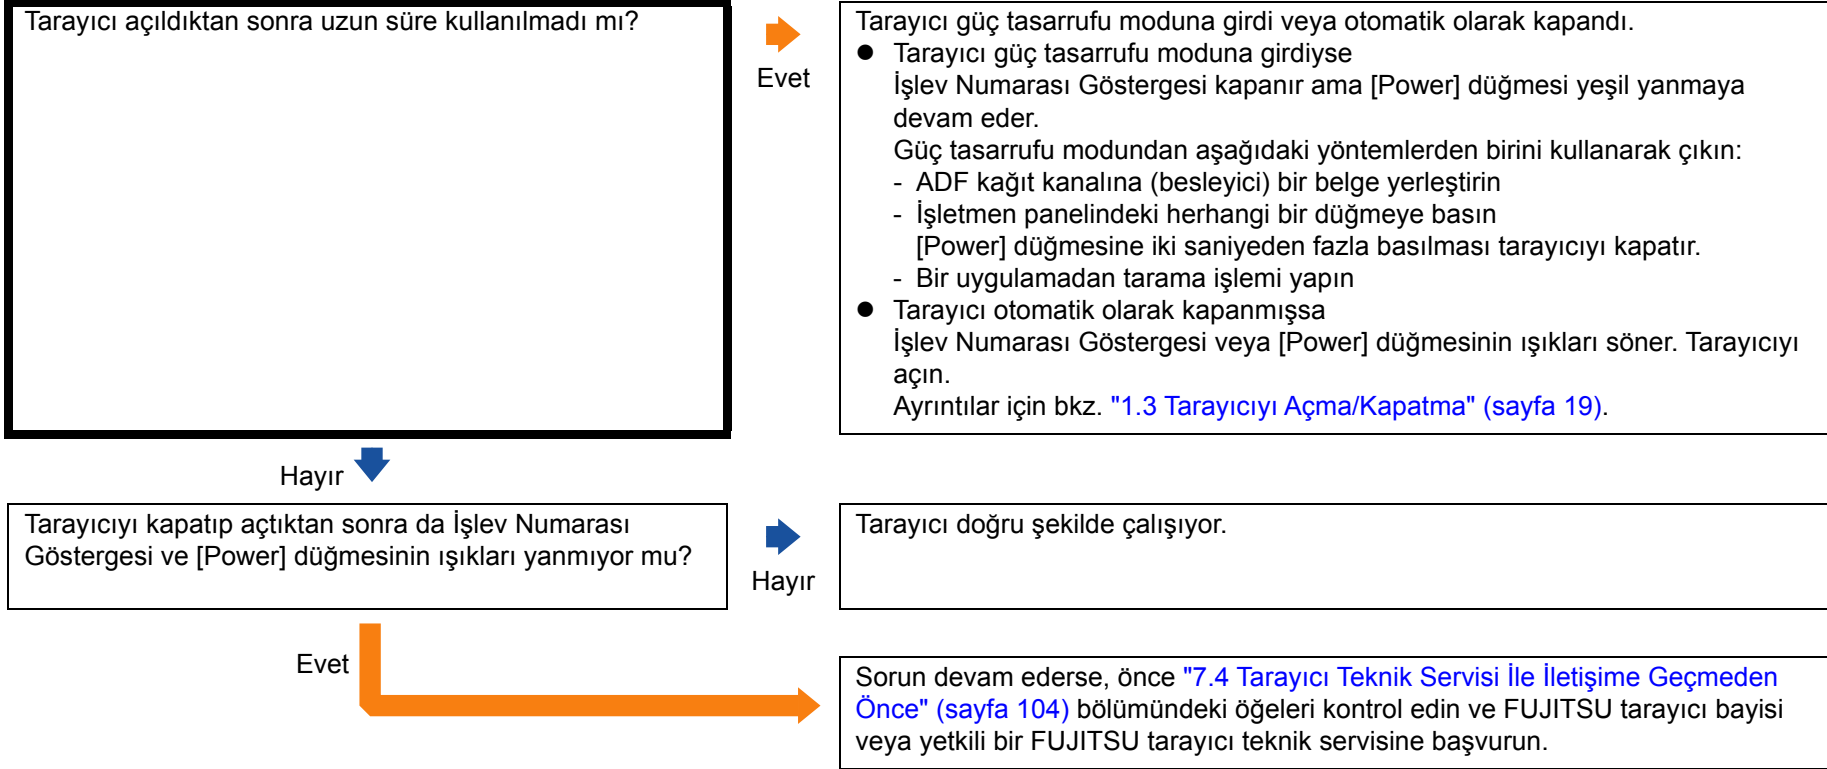 Tarayıcı açıldıktan sonra uzun süre kullanılmadı mı?
Evet
Tarayıcı güç tasarrufu moduna girdi veya otomatik olarak kapandı.
● Tarayıcı güç tasarrufu moduna girdiyse
İşlev Numarası Göstergesi kapanır ama [Power] düğmesi yeşil yanmaya
devam eder.
Güç tasarrufu modundan aşağıdaki yöntemlerden birini kullanarak çıkın:
- ADF kağıt kanalına (besleyici) bir belge yerleştirin
- İşletmen panelindeki herhangi bir düğmeye basın
[Power] düğmesine iki saniyeden fazla basılması tarayıcıyı kapatır.
- Bir uygulamadan tarama işlemi yapın
● Tarayıcı otomatik olarak kapanmışsa
İşlev Numarası Göstergesi veya [Power] düğmesinin ışıkları söner. Tarayıcıyı
açın.
Ayrıntılar için bkz. "1.3 Tarayıcıyı Açma/Kapatma" (sayfa 19).
Hayır
Tarayıcıyı kapatıp açtıktan sonra da İşlev Numarası
Göstergesi ve [Power] düğmesinin ışıkları yanmıyor mu?
Hayır
Tarayıcı doğru şekilde çalışıyor.
Evet
Sorun devam ederse, önce "7.4 Tarayıcı Teknik Servisi İle İletişime Geçmeden
Önce" (sayfa 104) bölümündeki öğeleri kontrol edin ve FUJITSU tarayıcı bayisi
veya yetkili bir FUJITSU tarayıcı teknik servisine başvurun.